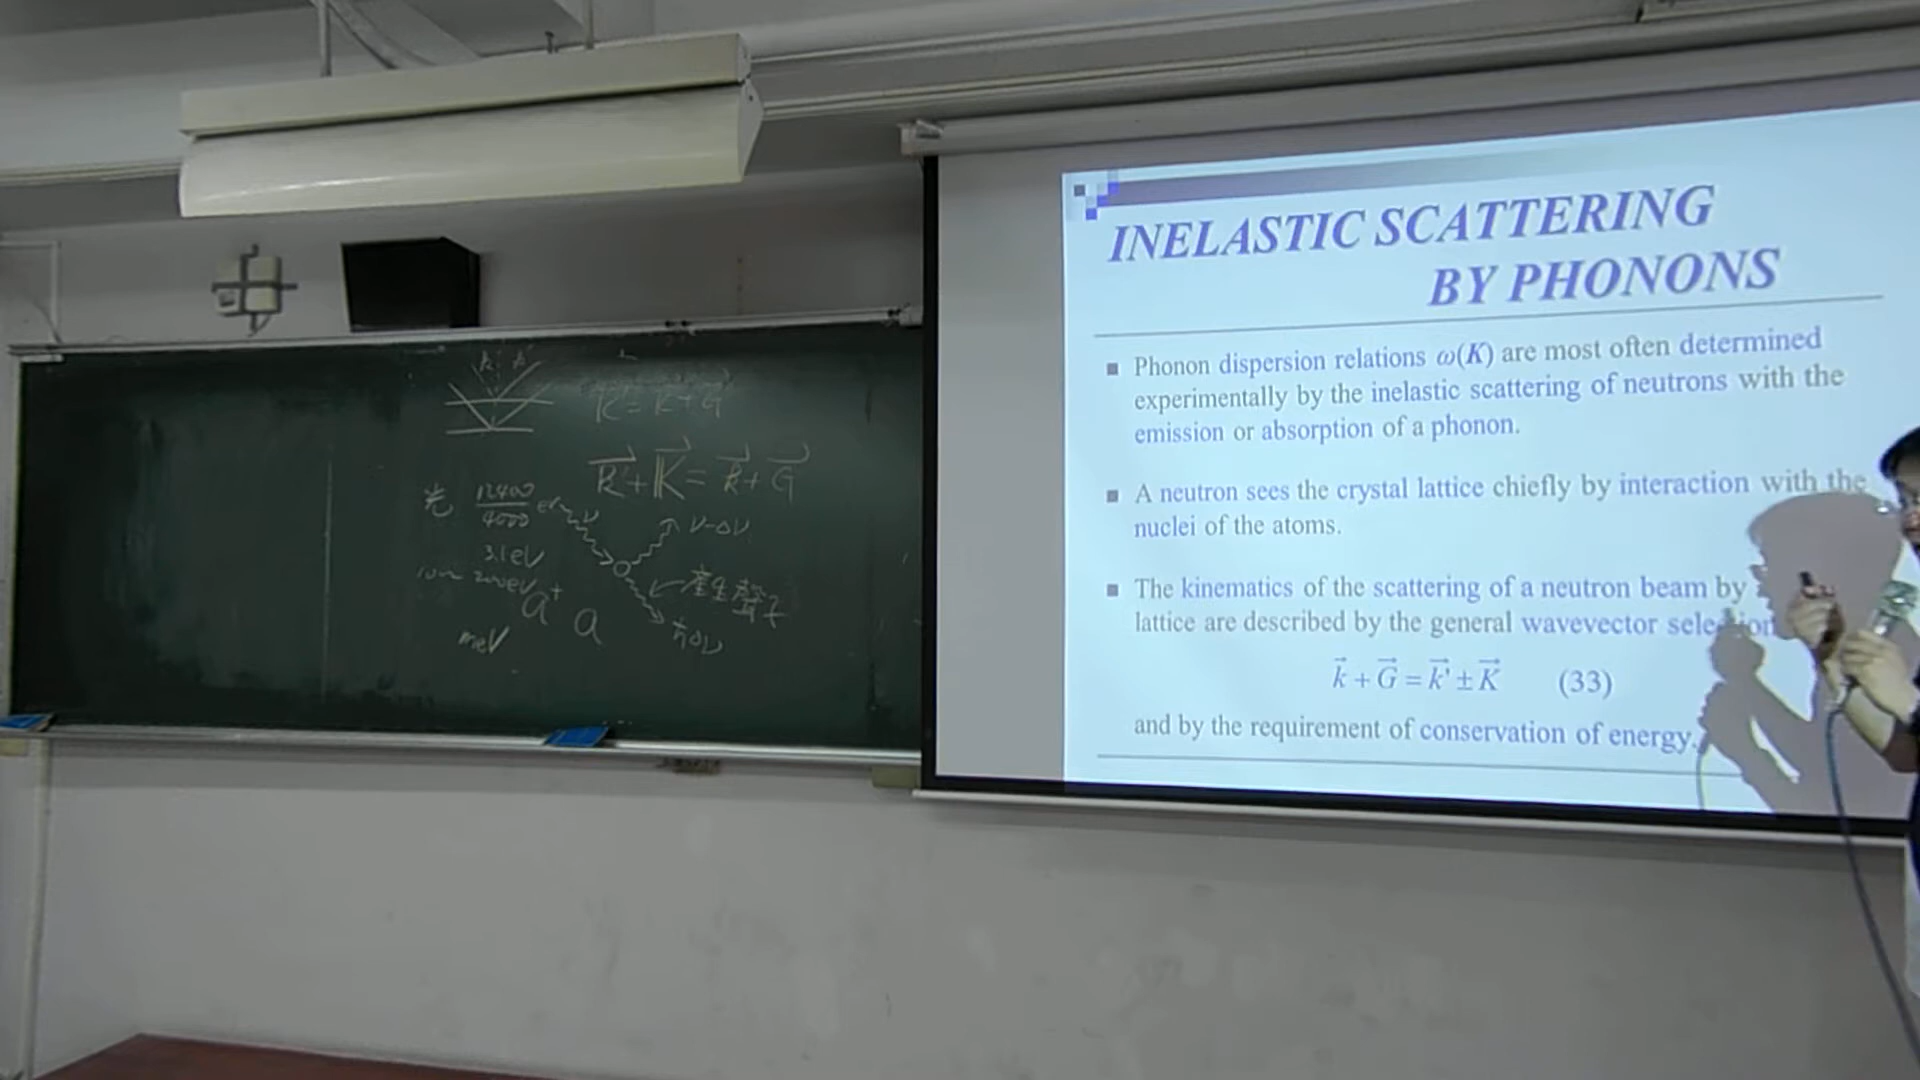 k⃗' = k⃗ + G⃗
k⃗' + K⃗ = k⃗ + G⃗
光 12400
4000 eV
ν
ν-Δν
3.1eV
產生聲子
a⁺ a
ħΔν
meV
INELASTIC SCATTERING
BY PHONONS
▪ Phonon dispersion relations ω(K) are most often determined
experimentally by the inelastic scattering of neutrons with the
emission or absorption of a phonon.
▪ A neutron sees the crystal lattice chiefly by interaction with the
nuclei of the atoms.
▪ The kinematics of the scattering of a neutron beam by
lattice are described by the general wavevector selection
k⃗ + G⃗ = k⃗' ± K⃗ (33)
and by the requirement of conservation of energy.